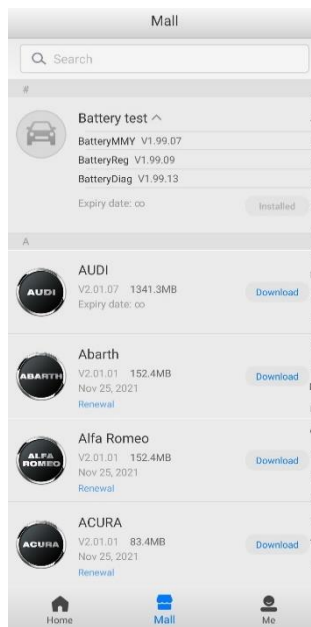 Mall
Search
#
Battery test
BatteryMMY V1.99.07
BatteryReg V1.99.09
BatteryDiag V1.99.13
Expiry date: ∞
Installed
A
AUDI
AUDI
V2.01.07 1341.3MB
Download
Expiry date: ∞
Abarth
ABARTH
V2.01.01 152.4MB
Download
Nov 25, 2021
Renewal
Alfa Romeo
ALFA
ROMEO
V2.01.01 152.4MB
Download
Nov 25, 2021
Renewal
ACURA
ACURA
V2.01.01 83.4MB
Download
Nov 25, 2021
Renewal
Home
Mall
Me